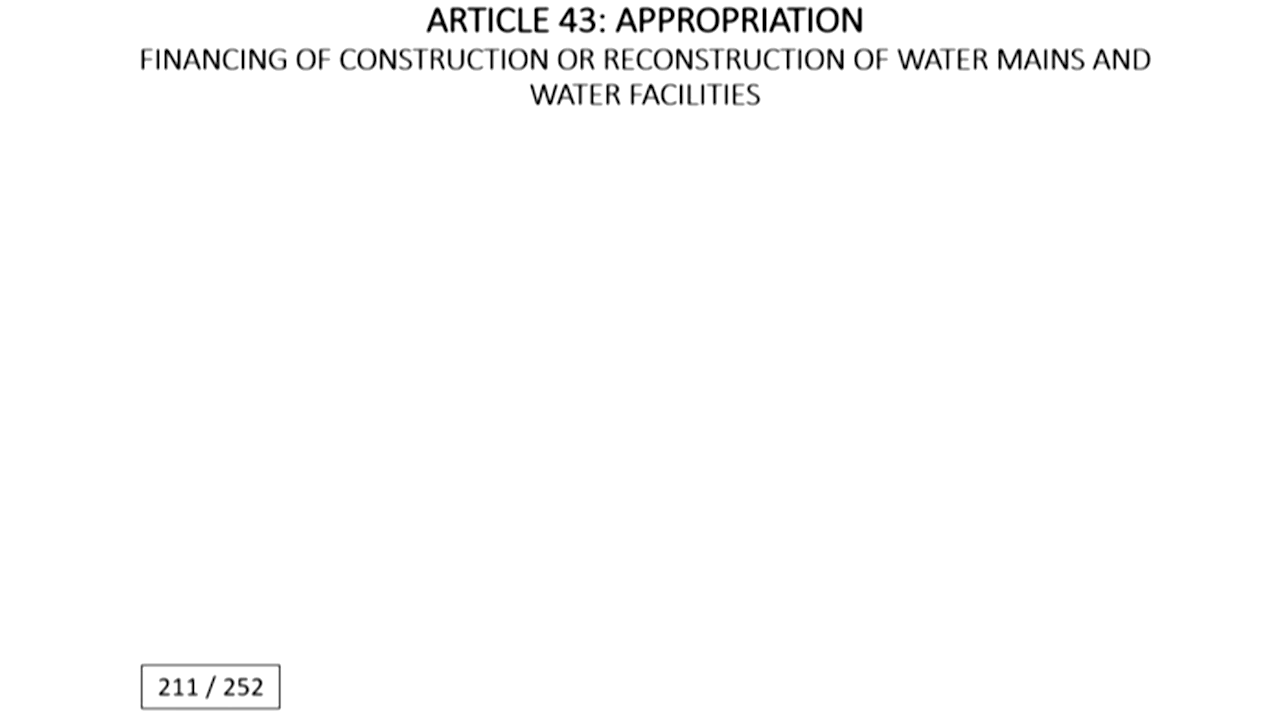 ARTICLE 43: APPROPRIATION
FINANCING OF CONSTRUCTION OR RECONSTRUCTION OF WATER MAINS AND
WATER FACILITIES
211 / 252